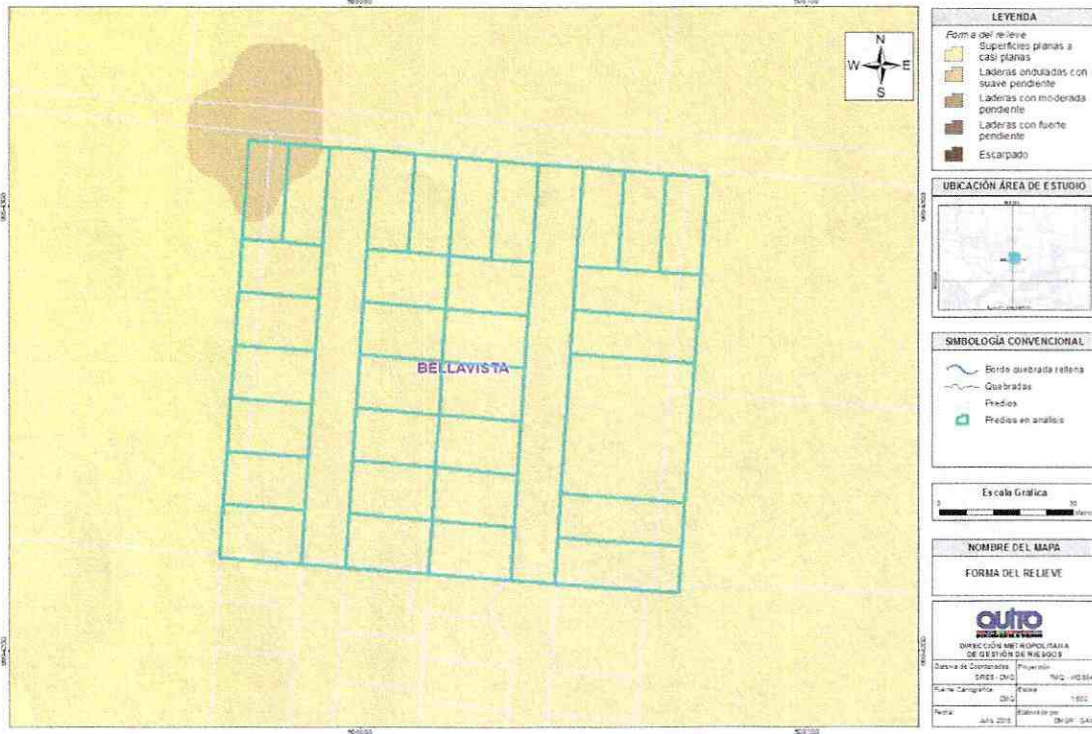 N
W E
S
BELLAVISTA
LEYENDA
Forma del relieve
Superficies planas a
casi planas
Laderas onduladas con
suave pendiente
Laderas con moderada
pendiente
Laderas con fuerte
pendiente
Escarpado
UBICACIÓN ÁREA DE ESTUDIO
SIMBOLOGÍA CONVENCIONAL
Borde quebrada rellena
Quebradas
Predios
Predios en análisis
Escala Gráfica
NOMBRE DEL MAPA
FORMA DEL RELIEVE
QUITO
DIRECCIÓN METROPOLITANA
DE GESTIÓN DE RIESGOS
Sistema de Coordenadas
Proyección
SIRES - DMQ
Fuente Cartográfica
Escala
DMQ
Fecha
Elaborado por